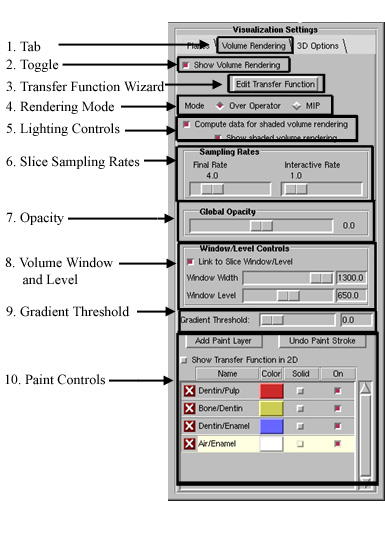 Visualization Settings
1. Tab
Planes
Volume Rendering
3D Options
2. Toggle
Show Volume Rendering
3. Transfer Function Wizard
Edit Transfer Function
4. Rendering Mode
Mode
Over Operator
MIP
5. Lighting Controls
Compute data for shaded volume rendering
Show shaded volume rendering
Sampling Rates
6. Slice Sampling Rates
Final Rate
Interactive Rate
4.0
1.0
Global Opacity
7. Opacity
0.0
Window/Level Controls
8. Volume Window
and Level
Link to Slice Window/Level
Window Width
1300.0
Window Level
650.0
9. Gradient Threshold
Gradient Threshold:
0.0
Add Paint Layer
Undo Paint Stroke
Show Transfer Function in 2D
10. Paint Controls
Name
Color
Solid
On
Dentin/Pulp
Bone/Dentin
Dentin/Enamel
Air/Enamel